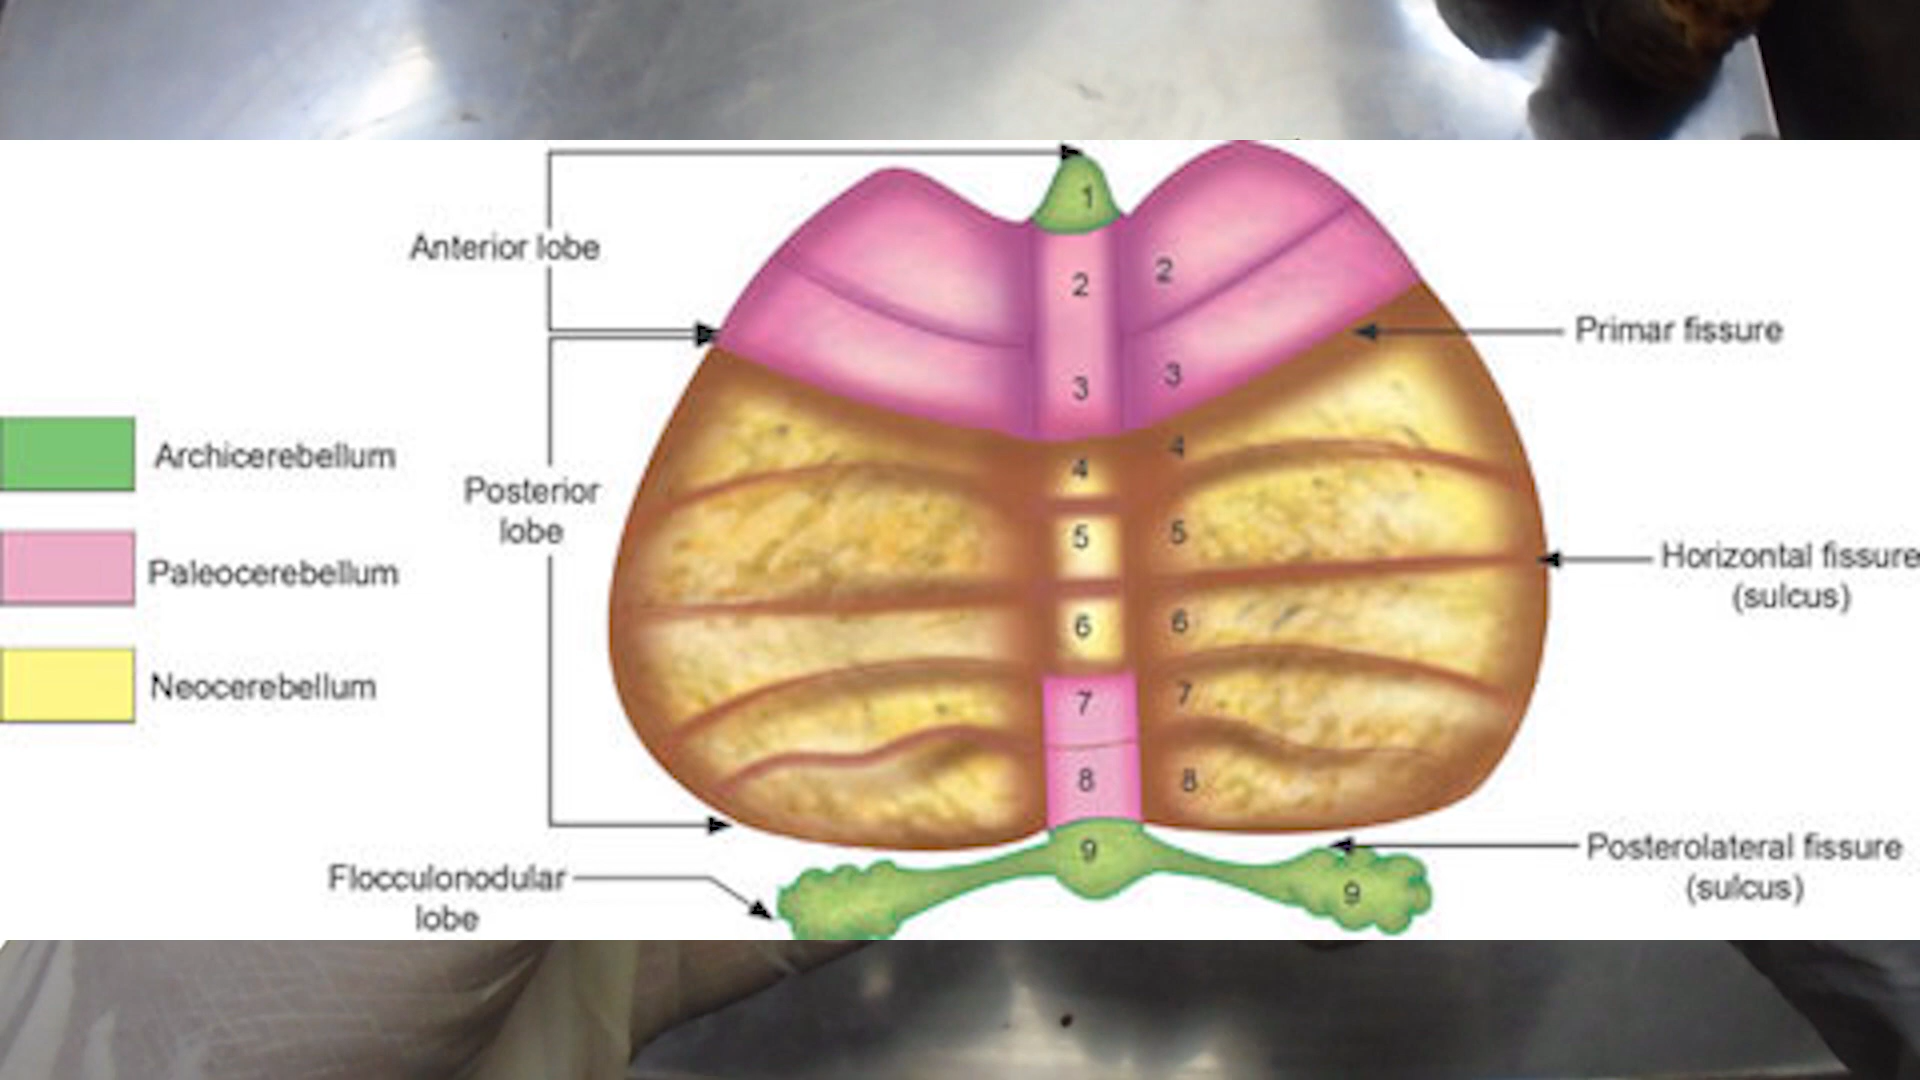 1
Anterior lobe
2
2
Primar fissure
3
3
4
4
Archicerebellum
Posterior
lobe
5
5
Horizontal fissure
(sulcus)
Paleocerebellum
6
6
Neocerebellum
7
7
8
8
9
Posterolateral fissure
(sulcus)
Flocculonodular
lobe
9